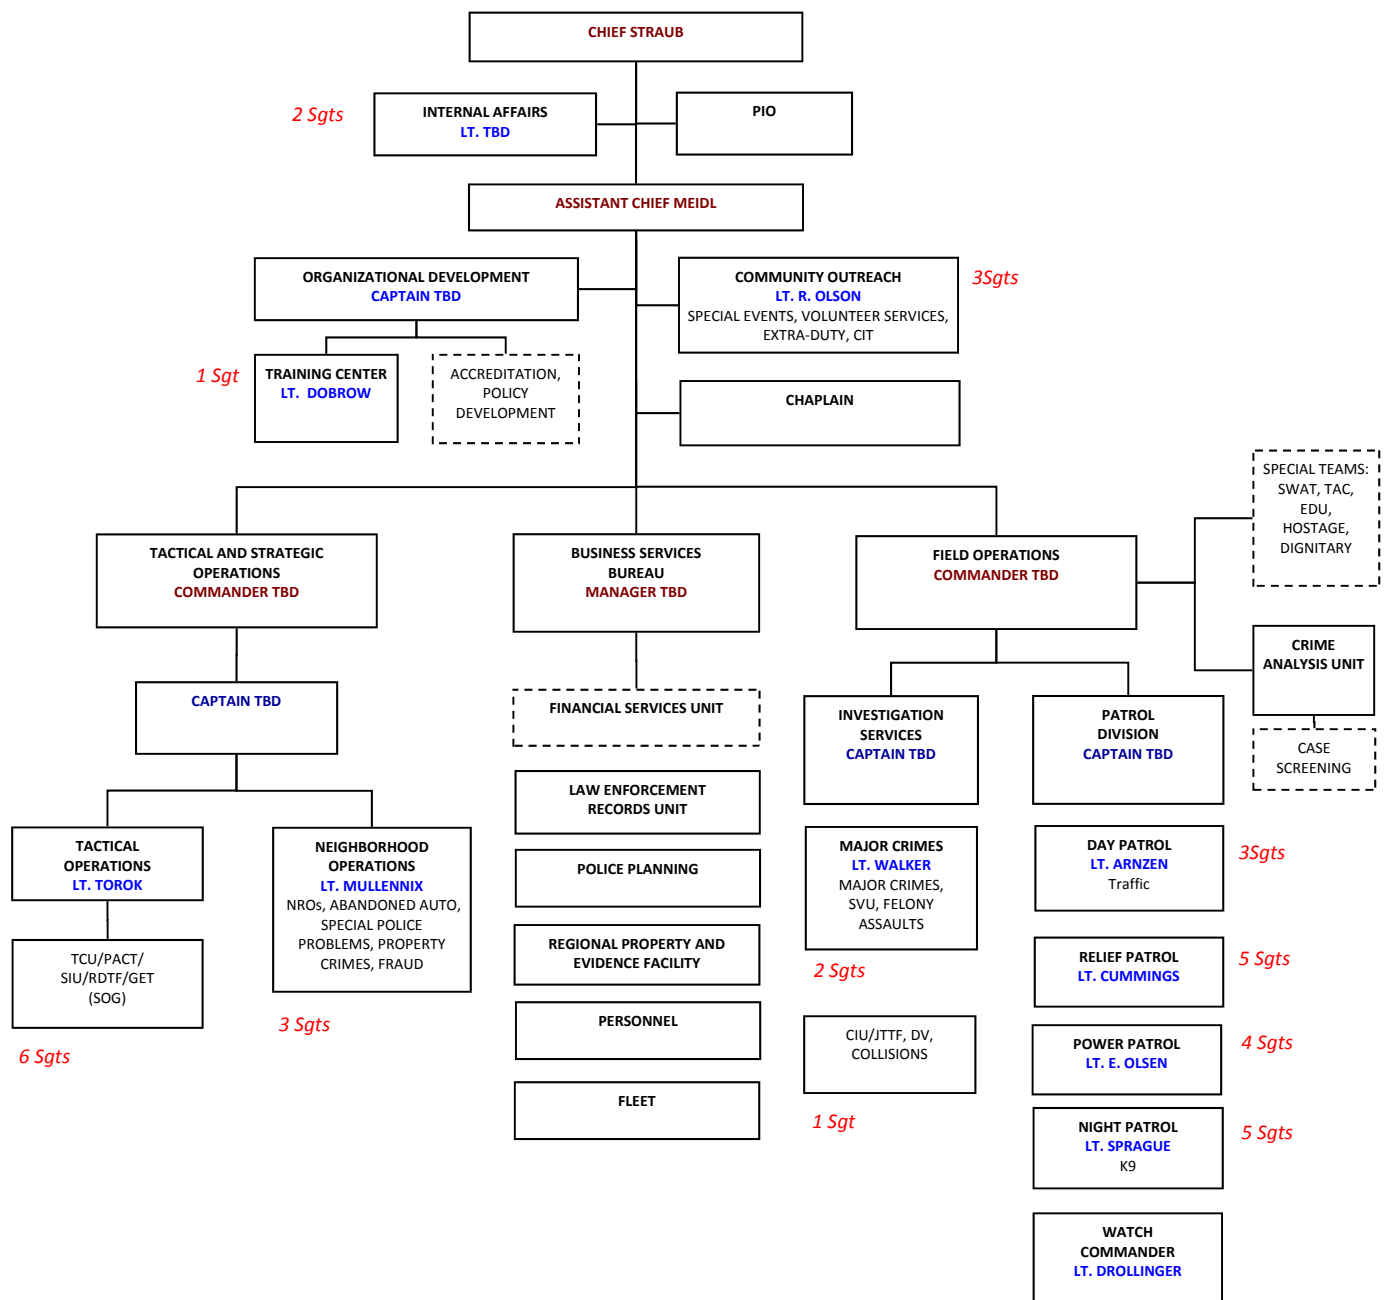 CHIEF STRAUB
2 Sgts
INTERNAL AFFAIRS
LT. TBD
PIO
ASSISTANT CHIEF MEIDL
ORGANIZATIONAL DEVELOPMENT
CAPTAIN TBD
COMMUNITY OUTREACH
LT. R. OLSON
SPECIAL EVENTS, VOLUNTEER SERVICES,
EXTRA-DUTY, CIT
3Sgts
1 Sgt
TRAINING CENTER
LT.  DOBROW
ACCREDITATION,
POLICY
DEVELOPMENT
CHAPLAIN
SPECIAL TEAMS:
SWAT, TAC,
EDU,
HOSTAGE,
DIGNITARY
TACTICAL AND STRATEGIC
OPERATIONS
COMMANDER TBD
BUSINESS SERVICES
BUREAU
MANAGER TBD
FIELD OPERATIONS
COMMANDER TBD
CRIME
ANALYSIS UNIT
CASE
SCREENING
CAPTAIN TBD
FINANCIAL SERVICES UNIT
INVESTIGATION
SERVICES
CAPTAIN TBD
PATROL
DIVISION
CAPTAIN TBD
LAW ENFORCEMENT
RECORDS UNIT
TACTICAL
OPERATIONS
LT. TOROK
NEIGHBORHOOD
OPERATIONS
LT. MULLENNIX
NROs, ABANDONED AUTO,
SPECIAL POLICE
PROBLEMS, PROPERTY
CRIMES, FRAUD
POLICE PLANNING
MAJOR CRIMES
LT. WALKER
MAJOR CRIMES,
SVU, FELONY
ASSAULTS
DAY PATROL
LT. ARNZEN
Traffic
3Sgts
TCU/PACT/
SIU/RDTF/GET
(SOG)
REGIONAL PROPERTY AND
EVIDENCE FACILITY
2 Sgts
RELIEF PATROL
LT. CUMMINGS
5 Sgts
6 Sgts
3 Sgts
PERSONNEL
CIU/JTTF, DV,
COLLISIONS
POWER PATROL
LT. E. OLSEN
4 Sgts
FLEET
1 Sgt
NIGHT PATROL
LT. SPRAGUE
K9
5 Sgts
WATCH
COMMANDER
LT. DROLLINGER